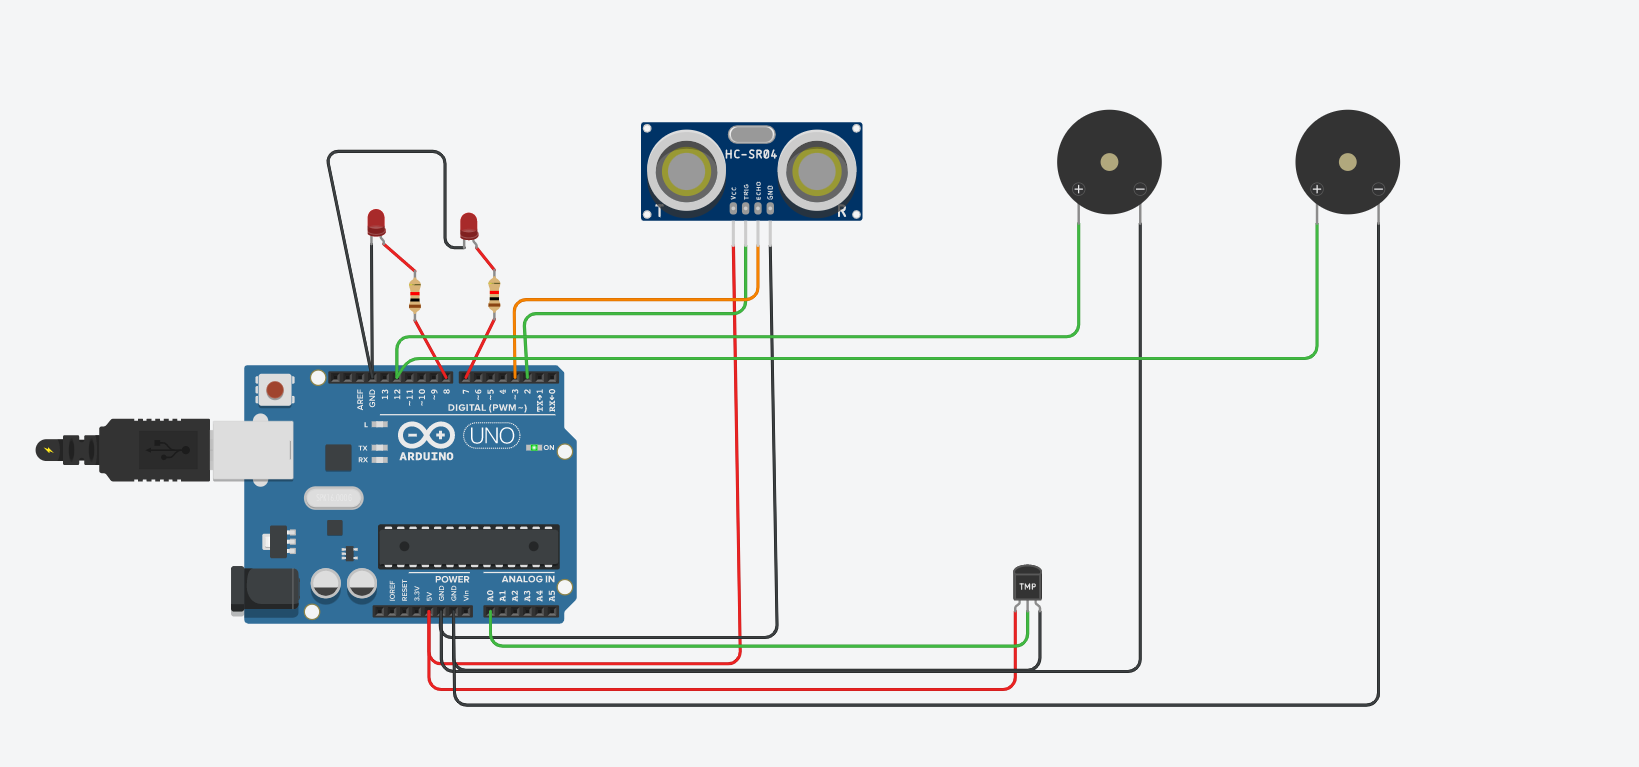 HC-SR04
VCC
TRIG
ECHO
GND
T
R
+
−
+
−
AREF
GND
13
12
~11
~10
~9
8
7
~6
~5
4
~3
2
TX→1
RX←0
DIGITAL (PWM ~)
L
TX
RX
UNO
ON
ARDUINO
TMP
POWER
ANALOG IN
IOREF
RESET
3.3V
5V
GND
GND
Vin
A0
A1
A2
A3
A4
A5